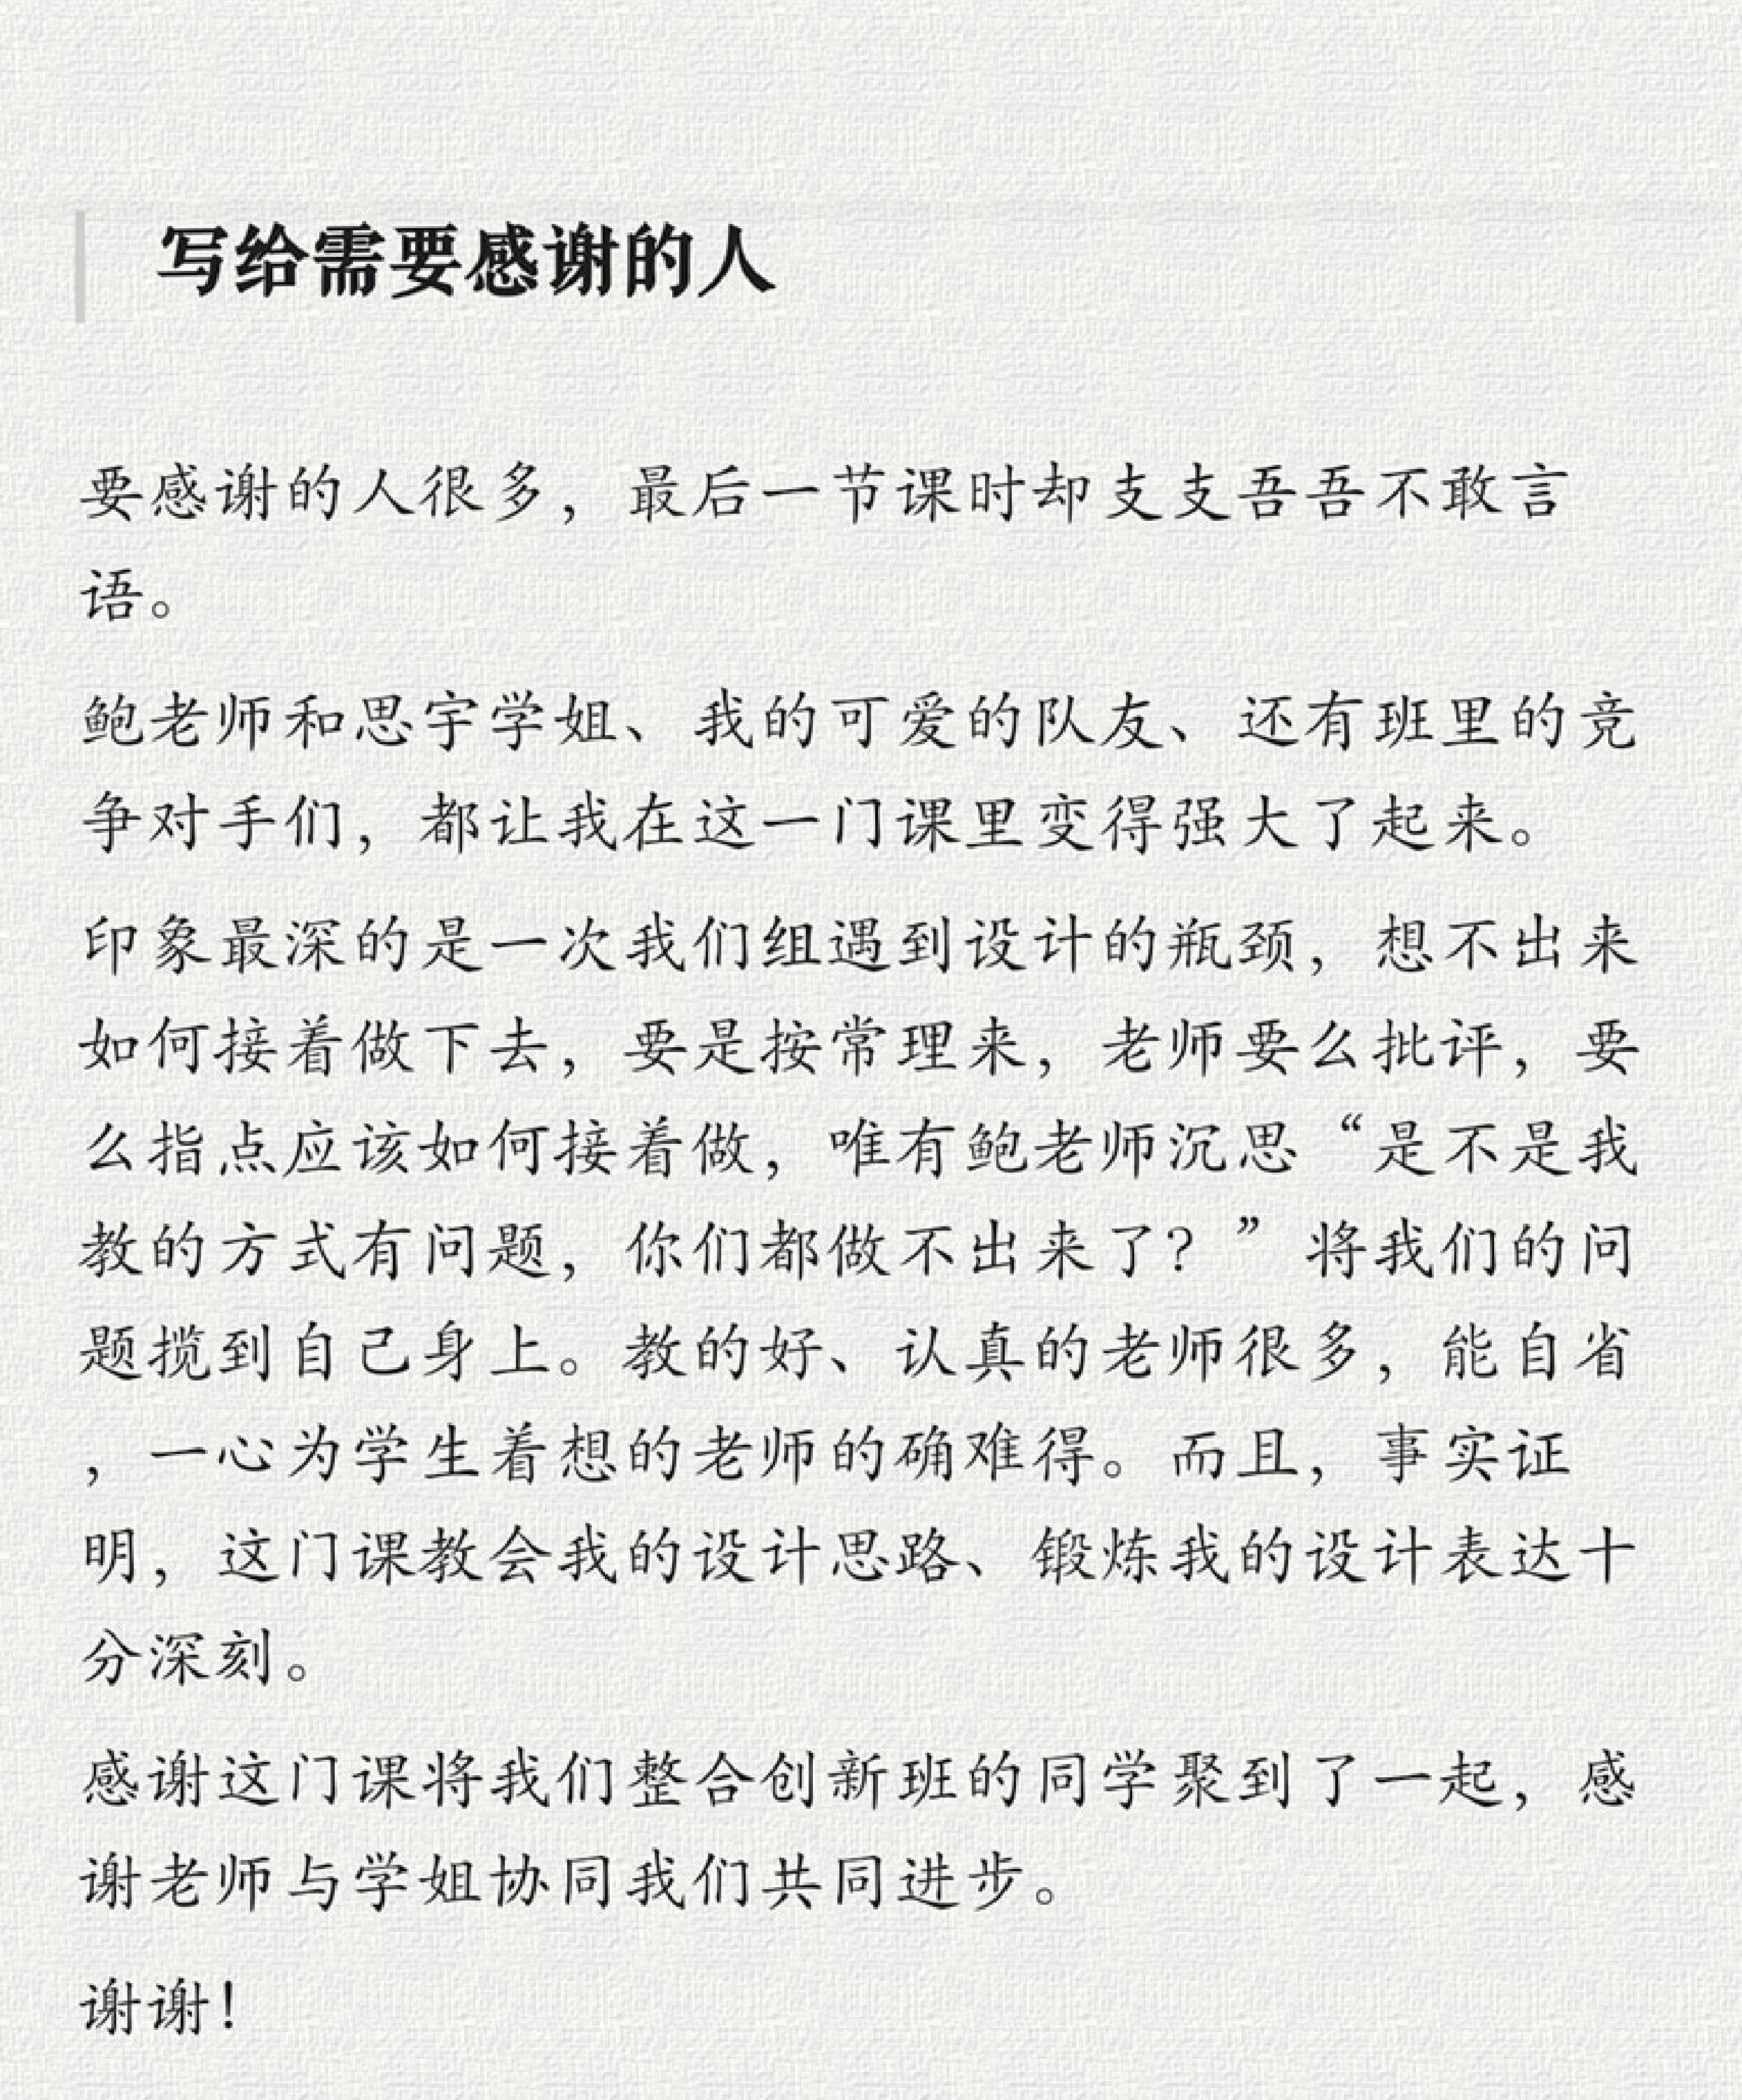 写给需要感谢的人
要感谢的人很多，最后一节课时却支支吾吾不敢言
语。
鲍老师和思宇学姐、我的可爱的队友、还有班里的竞
争对手们，都让我在这一门课里变得强大了起来。
印象最深的是一次我们组遇到设计的瓶颈，想不出来
如何接着做下去，要是按常理来，老师要么批评，要
么指点应该如何接着做，唯有鲍老师沉思“是不是我
教的方式有问题，你们都做不出来了？”将我们的问
题揽到自己身上。教的好、认真的老师很多，能自省
，一心为学生着想的老师的确难得。而且，事实证
明，这门课教会我的设计思路、锻炼我的设计表达十
分深刻。
感谢这门课将我们整合创新班的同学聚到了一起，感
谢老师与学姐协同我们共同进步。
谢谢！